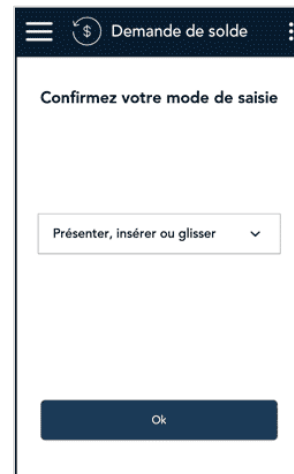 $ Demande de solde
Confirmez votre mode de saisie
Présenter, insérer ou glisser
Ok